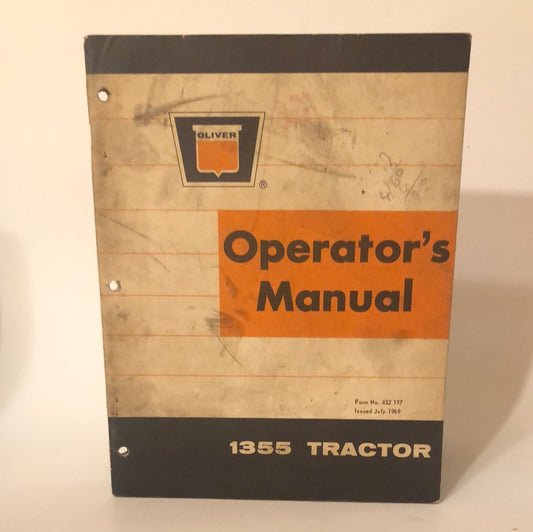 OLIVER
®
Operator's
Manual
Form No. 432 197
Issued July 1969
1355 TRACTOR